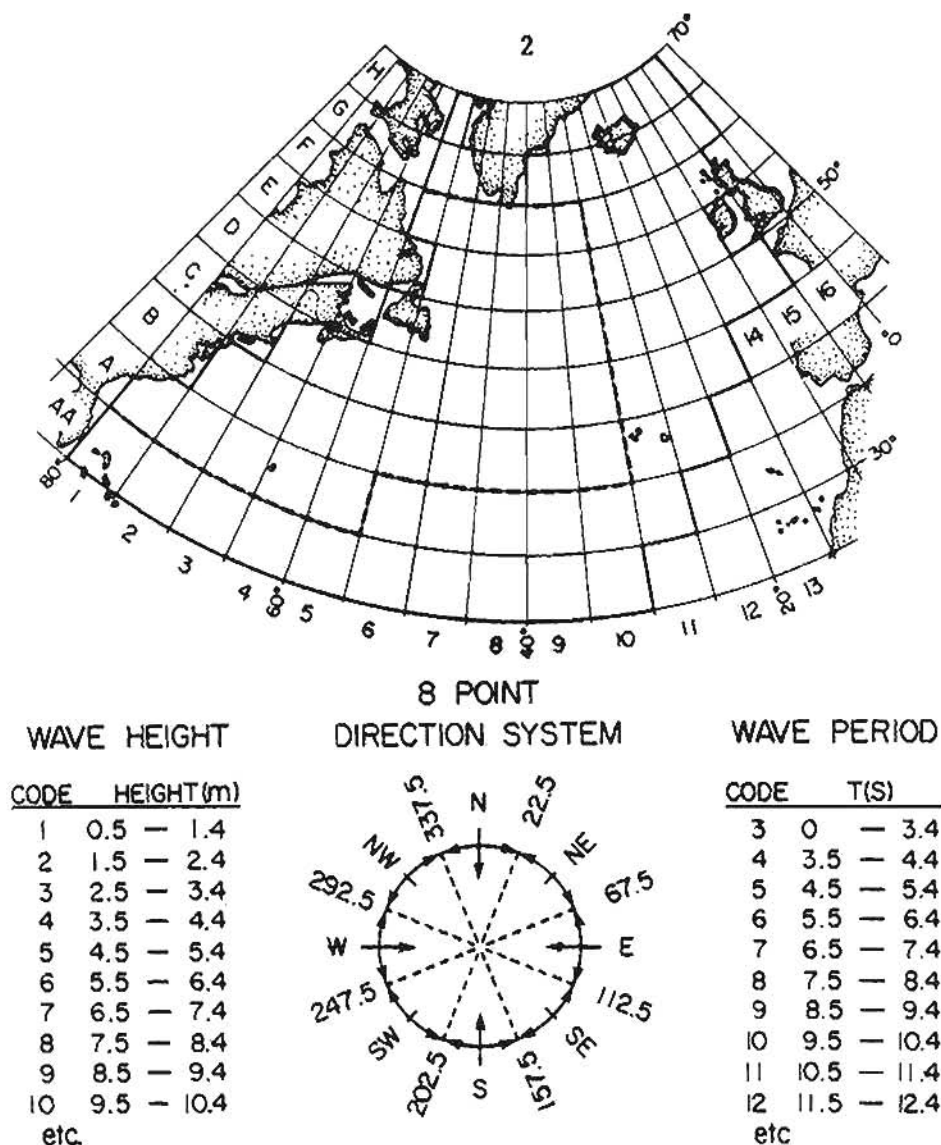 2
70°
H
G
F
E
D
C
B
A
AA
50°
16
15
14
0°
30°
80°
1
2
3
4
60°
5
6
7
8
40°
9
10
11
12
20°
13
8 POINT
DIRECTION SYSTEM
WAVE HEIGHT
CODE HEIGHT(m)
1 0.5 — 1.4
2 1.5 — 2.4
3 2.5 — 3.4
4 3.5 — 4.4
5 4.5 — 5.4
6 5.5 — 6.4
7 6.5 — 7.4
8 7.5 — 8.4
9 8.5 — 9.4
10 9.5 — 10.4
etc.
N
22.5
NE
67.5
E
112.5
SE
157.5
S
202.5
SW
247.5
W
292.5
NW
337.5
WAVE PERIOD
CODE T(S)
3 0 — 3.4
4 3.5 — 4.4
5 4.5 — 5.4
6 5.5 — 6.4
7 6.5 — 7.4
8 7.5 — 8.4
9 8.5 — 9.4
10 9.5 — 10.4
11 10.5 — 11.4
12 11.5 — 12.4
etc